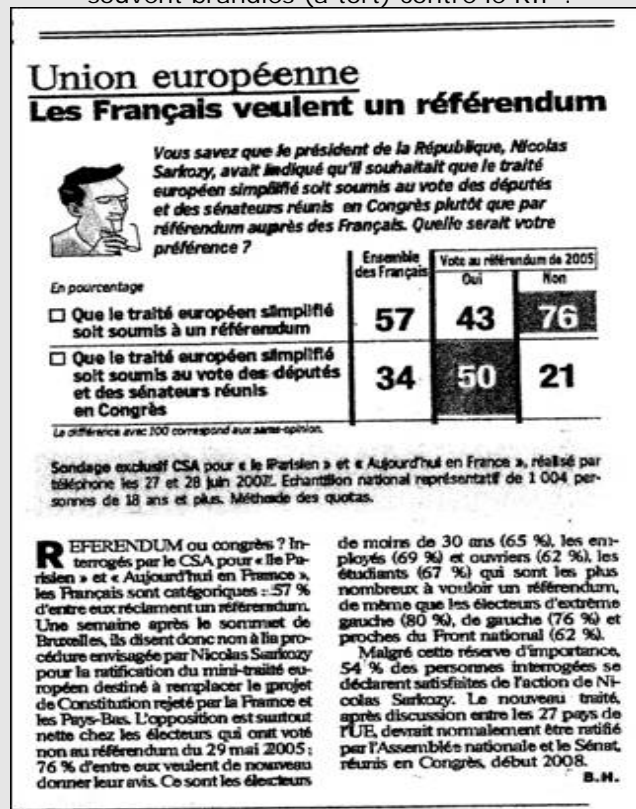 souvent brandies (à tort) contre le RIP :
Union européenne
Les Français veulent un référendum
Vous savez que le président de la République, Nicolas
Sarkozy, avait indiqué qu'il souhaitait que le traité
européen simplifié soit soumis au vote des députés
et des sénateurs réunis en Congrès plutôt que par
référendum auprès des Français. Quelle serait votre
préférence ?
En pourcentage
Ensemble
des Français
Vote au référendum de 2005
Oui
Non
Que le traité européen simplifié
soit soumis à un référendum
57 43 76
Que le traité européen simplifié
soit soumis au vote des députés
et des sénateurs réunis
en Congrès
34 50 21
La différence avec 100 correspond aux sans-opinion.
Sondage exclusif CSA pour « le Parisien » et « Aujourd'hui en France », réalisé par
téléphone les 27 et 28 juin 2007. Echantillon national représentatif de 1 004 per-
sonnes de 18 ans et plus. Méthode des quotas.
REFERENDUM ou congrès ? In-
terrogés par le CSA pour « lle Pa-
risien » et « Aujourd'hui en France »,
les Français sont catégoriques : 57 %
d'entre eux réclament un référendum.
Une semaine après le sommet de
Bruxelles, ils disent donc non à la pro-
cédure envisagée par Nicolas Sarkozy
pour la ratification du mini-traité eu-
ropéen destiné à remplacer le projet
de Constitution rejeté par la France et
les Pays-Bas. L'opposition est surtout
nette chez les électeurs qui ont voté
non au référendum du 29 mai 2005 :
76 % d'entre eux veulent de nouveau
donner leur avis. Ce sont les électeurs
de moins de 30 ans (65 %), les em-
ployés (69 %) et ouvriers (62 %), les
étudiants (67 %) qui sont les plus
nombreux à vouloir un référendum,
de même que les électeurs d'extrême
gauche (80 %), de gauche (76 %) et
proches du Front national (62 %).
Malgré cette réserve d'importance,
54 % des personnes interrogées se
déclarent satisfaites de l'action de Ni-
colas Sarkozy. Le nouveau traité,
après discussion entre les 27 pays de
l'UE, devrait normalement être ratifié
par l'Assemblée nationale et le Sénat,
réunis en Congrès, début 2008.
B.H.